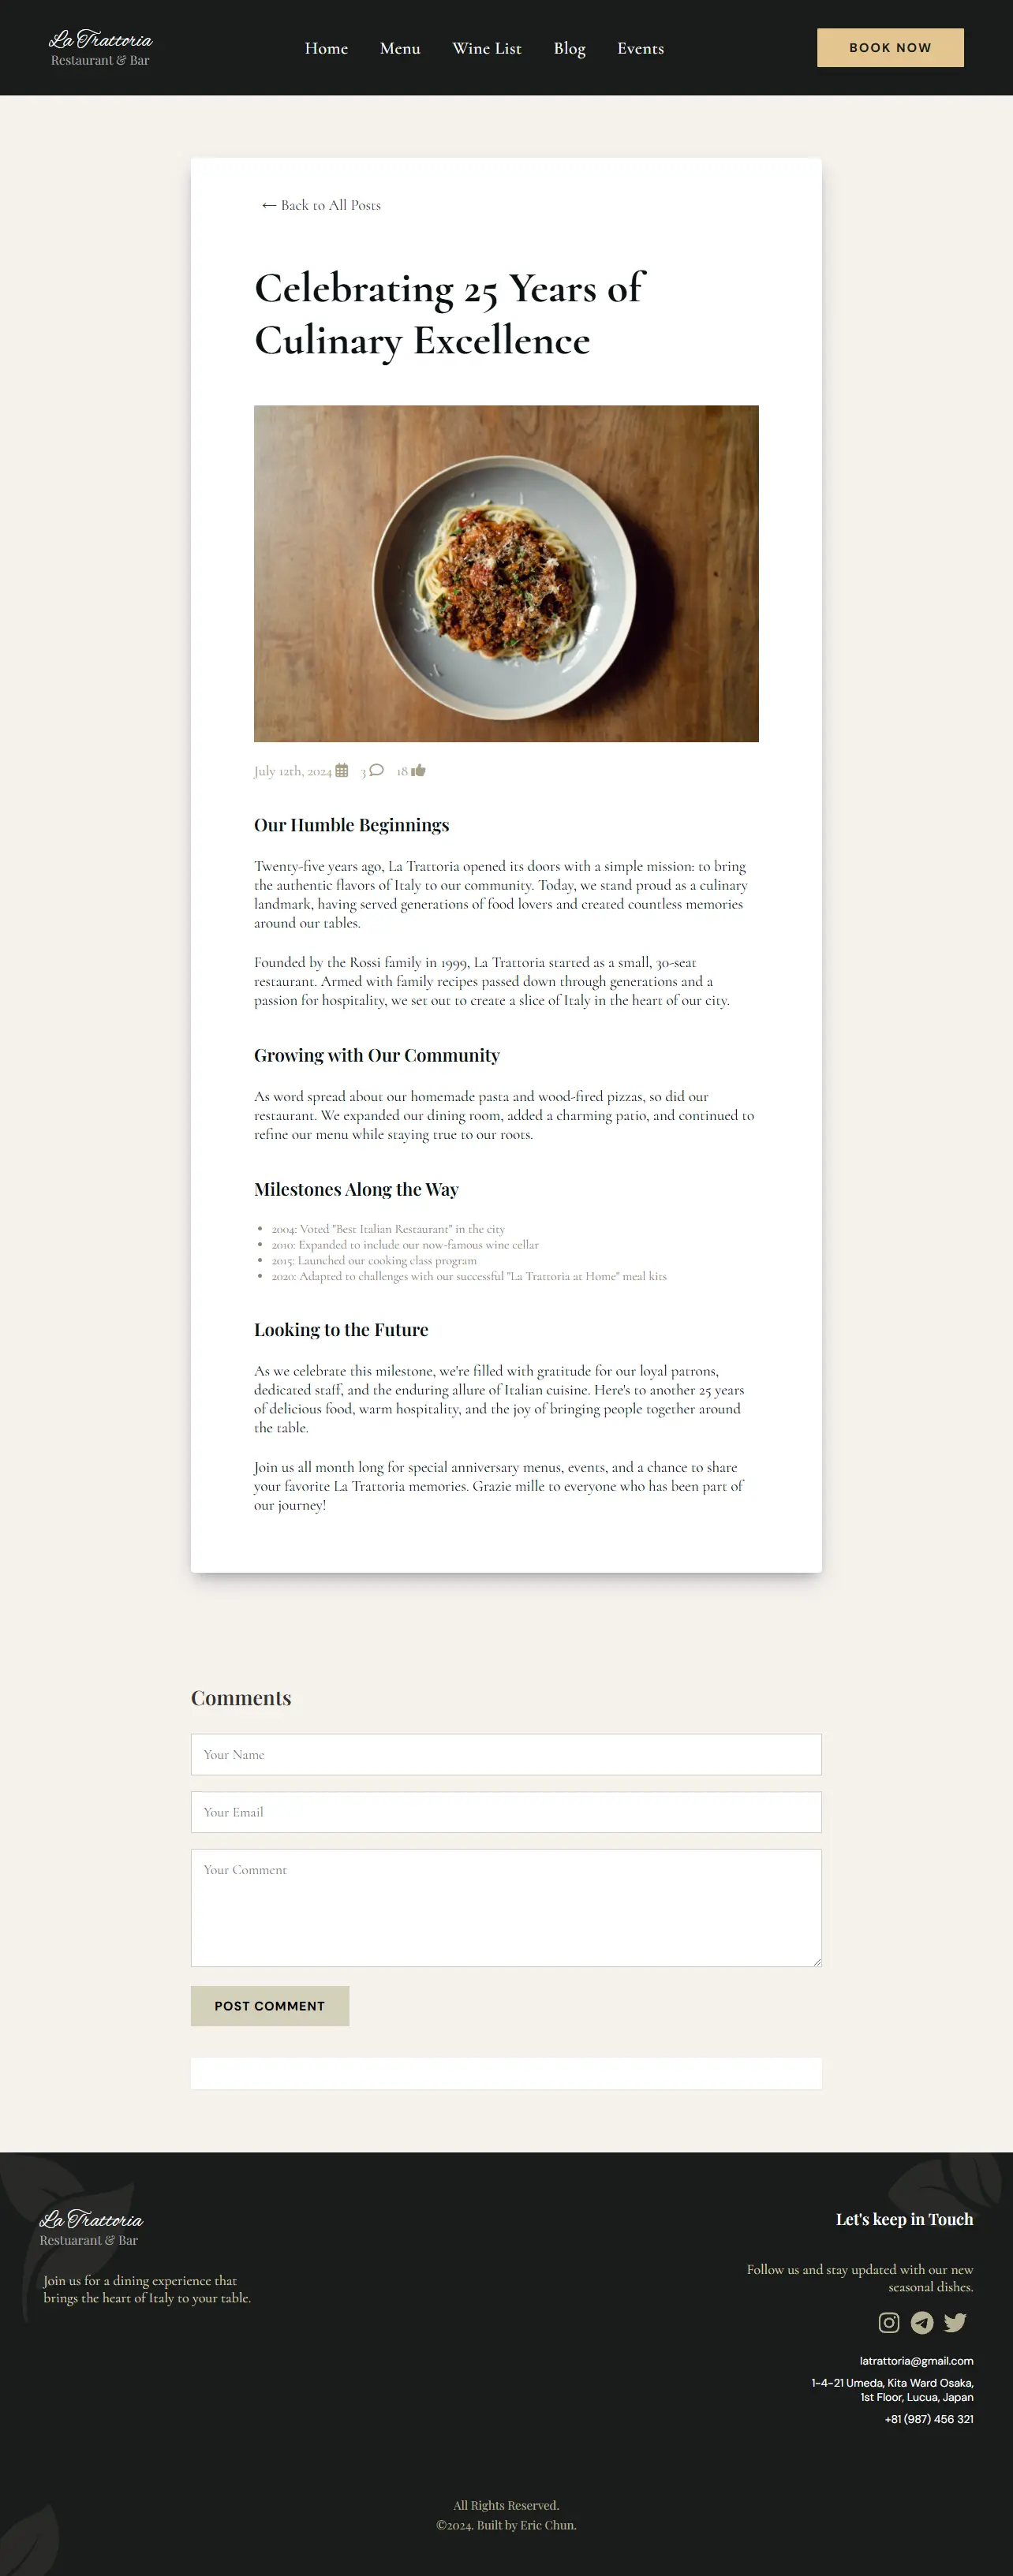 La Trattoria
Restaurant & Bar
Home
Menu
Wine List
Blog
Events
BOOK NOW
← Back to All Posts
Celebrating 25 Years of
Culinary Excellence
July 12th, 2024
3
18
Our Humble Beginnings
Twenty-five years ago, La Trattoria opened its doors with a simple mission: to bring
the authentic flavors of Italy to our community. Today, we stand proud as a culinary
landmark, having served generations of food lovers and created countless memories
around our tables.
Founded by the Rossi family in 1999, La Trattoria started as a small, 30-seat
restaurant. Armed with family recipes passed down through generations and a
passion for hospitality, we set out to create a slice of Italy in the heart of our city.
Growing with Our Community
As word spread about our homemade pasta and wood-fired pizzas, so did our
restaurant. We expanded our dining room, added a charming patio, and continued to
refine our menu while staying true to our roots.
Milestones Along the Way
• 2004: Voted "Best Italian Restaurant" in the city
• 2010: Expanded to include our now-famous wine cellar
• 2015: Launched our cooking class program
• 2020: Adapted to challenges with our successful "La Trattoria at Home" meal kits
Looking to the Future
As we celebrate this milestone, we're filled with gratitude for our loyal patrons,
dedicated staff, and the enduring allure of Italian cuisine. Here's to another 25 years
of delicious food, warm hospitality, and the joy of bringing people together around
the table.
Join us all month long for special anniversary menus, events, and a chance to share
your favorite La Trattoria memories. Grazie mille to everyone who has been part of
our journey!
Comments
Your Name
Your Email
Your Comment
POST COMMENT
La Trattoria
Restuarant & Bar
Join us for a dining experience that
brings the heart of Italy to your table.
Let's keep in Touch
Follow us and stay updated with our new
seasonal dishes.
latrattoria@gmail.com
1-4-21 Umeda, Kita Ward Osaka,
1st Floor, Lucua, Japan
+81 (987) 456 321
All Rights Reserved.
©2024. Built by Eric Chun.